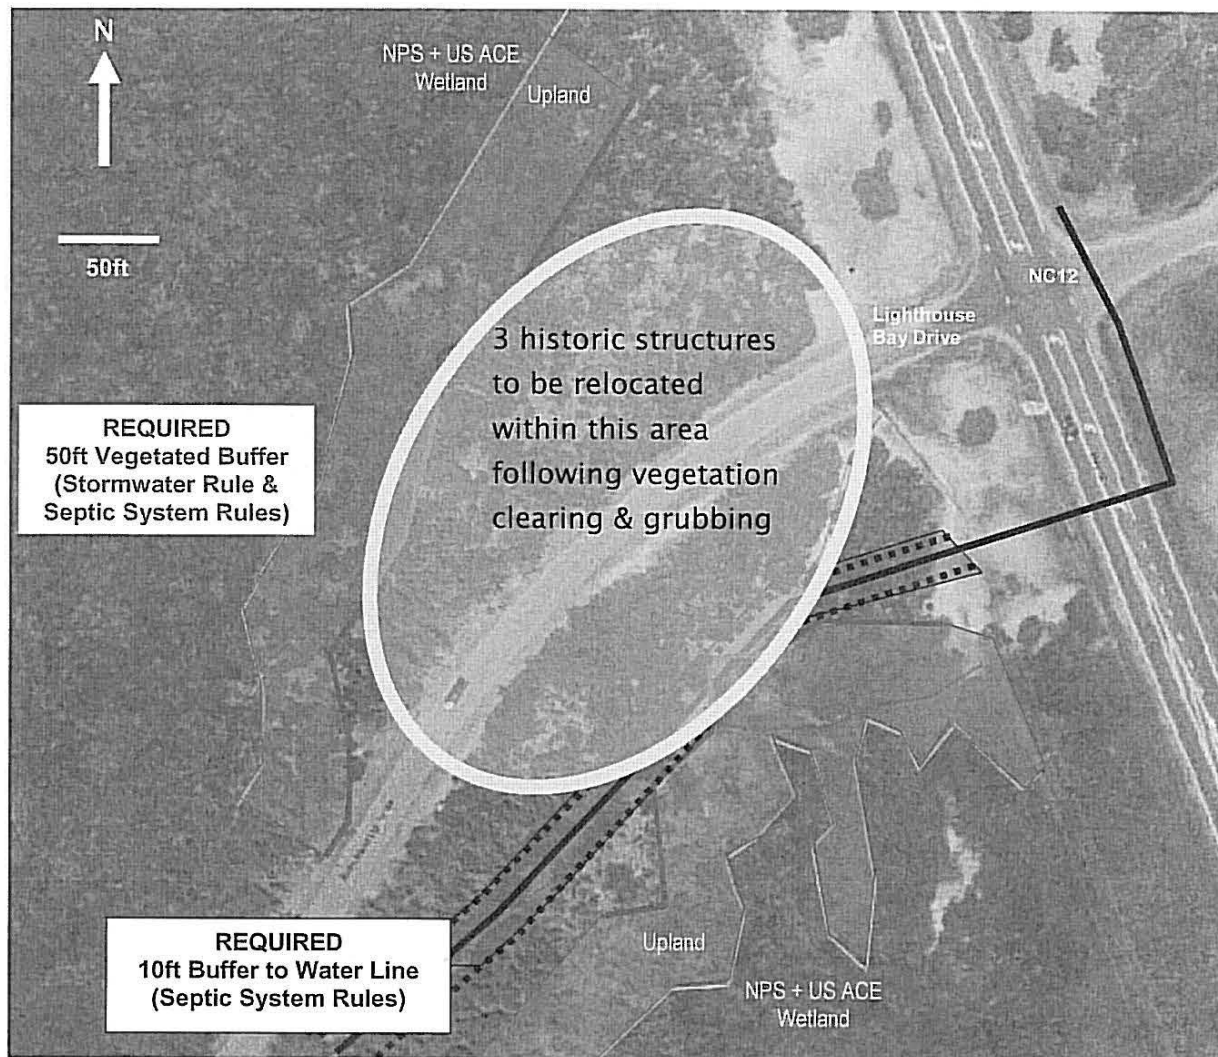 N
NPS + US ACE
Wetland
Upland
50ft
NC12
Lighthouse
Bay Drive
3 historic structures
to be relocated
within this area
following vegetation
clearing & grubbing
REQUIRED
50ft Vegetated Buffer
(Stormwater Rule &
Septic System Rules)
REQUIRED
10ft Buffer to Water Line
(Septic System Rules)
Upland
NPS + US ACE
Wetland